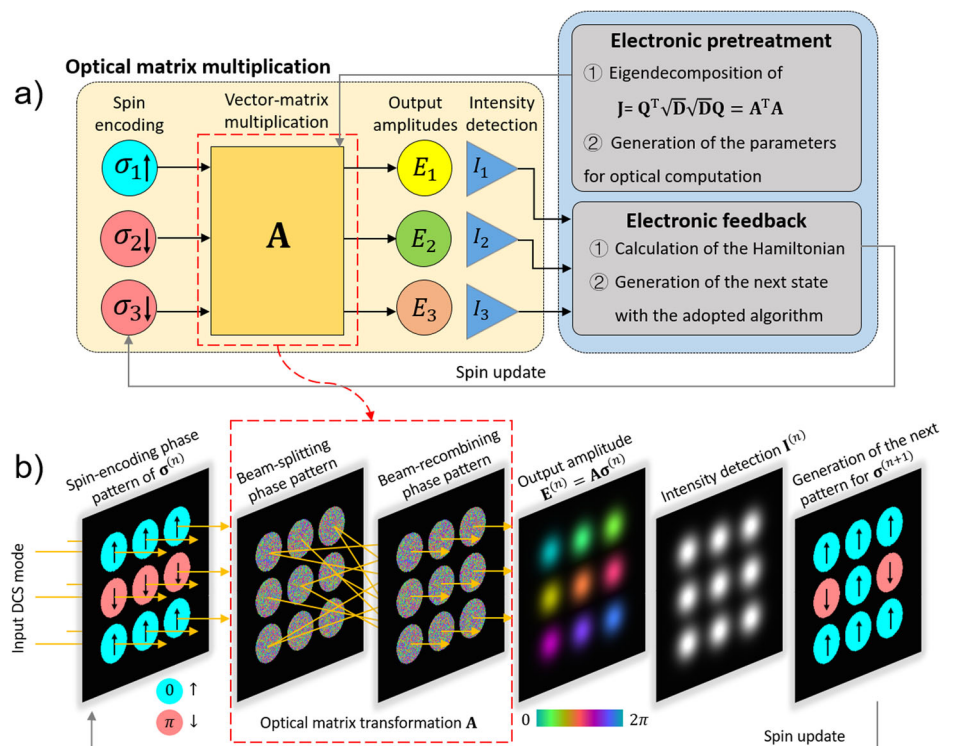 a)
Optical matrix multiplication
Spin
encoding
Vector-matrix
multiplication
Output
amplitudes
Intensity
detection
σ₁↑
σ₂↓
σ₃↓
A
E₁
E₂
E₃
I₁
I₂
I₃
Electronic pretreatment
① Eigendecomposition of
J= Qᵀ√D√DQ = AᵀA
② Generation of the parameters
for optical computation
Electronic feedback
① Calculation of the Hamiltonian
② Generation of the next state
with the adopted algorithm
Spin update
b)
Input DCS mode
Spin-encoding phase
pattern of σ⁽ⁿ⁾
Beam-splitting
phase pattern
Beam-recombining
phase pattern
Output amplitude
E⁽ⁿ⁾ = Aσ⁽ⁿ⁾
Intensity detection I⁽ⁿ⁾
Generation of the next
pattern for σ⁽ⁿ⁺¹⁾
↑ ↑ ↑
↓ ↓ ↓
↑ ↑ ↑
↑ ↑ ↑
↓ ↑ ↓
↑ ↑ ↑
0 ↑
π ↓
Optical matrix transformation A
0 2π
Spin update